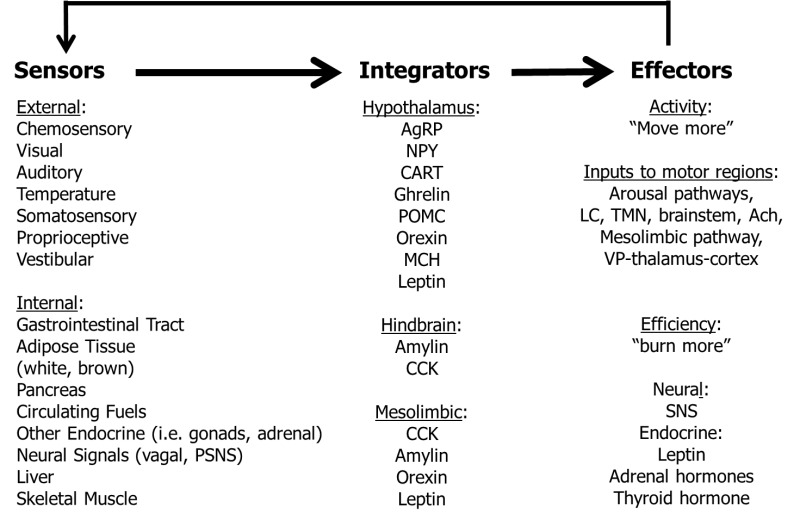 Sensors
External:
Chemosensory
Visual
Auditory
Temperature
Somatosensory
Proprioceptive
Vestibular
Internal:
Gastrointestinal Tract
Adipose Tissue
(white, brown)
Pancreas
Circulating Fuels
Other Endocrine (i.e. gonads, adrenal)
Neural Signals (vagal, PSNS)
Liver
Skeletal Muscle
Integrators
Hypothalamus:
AgRP
NPY
CART
Ghrelin
POMC
Orexin
MCH
Leptin
Hindbrain:
Amylin
CCK
Mesolimbic:
CCK
Amylin
Orexin
Leptin
Effectors
Activity:
“Move more”
Inputs to motor regions:
Arousal pathways,
LC, TMN, brainstem, Ach,
Mesolimbic pathway,
VP-thalamus-cortex
Efficiency:
“burn more”
Neural:
SNS
Endocrine:
Leptin
Adrenal hormones
Thyroid hormone